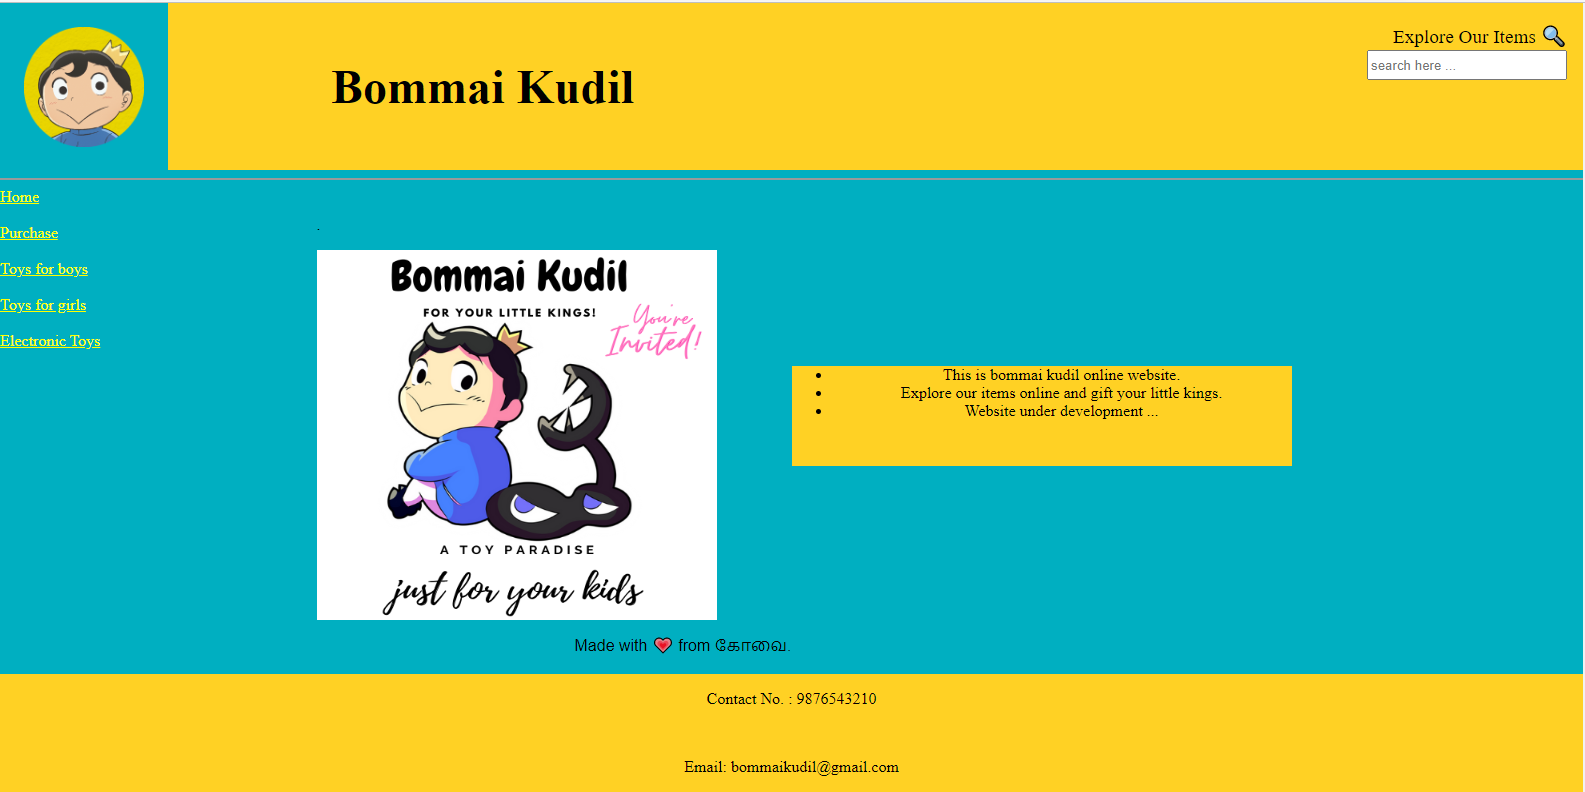 Explore Our Items
search here ...
Bommai Kudil
Home
Purchase
Toys for boys
Toys for girls
Electronic Toys
.
Bommai Kudil
FOR YOUR LITTLE KINGS!
You're
Invited!
A TOY PARADISE
just for your kids
This is bommai kudil online website.
Explore our items online and gift your little kings.
Website under development ...
Made with ❤ from கோவை.
Contact No. : 9876543210
Email: bommaikudil@gmail.com